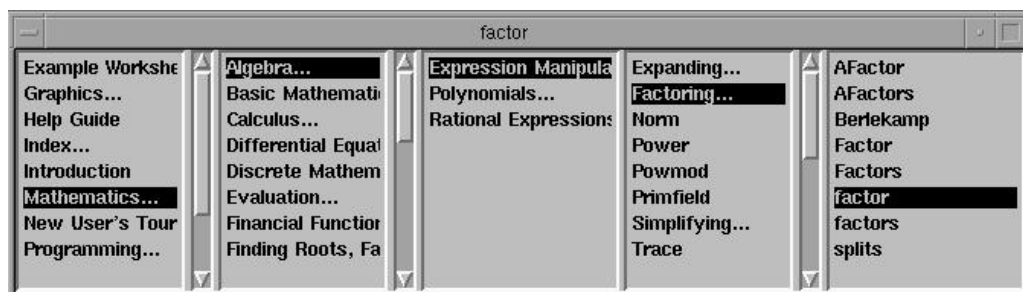 factor
Example Workshe
Graphics...
Help Guide
Index...
Introduction
Mathematics...
New User's Tour
Programming...
Algebra...
Basic Mathemati
Calculus...
Differential Equat
Discrete Mathem
Evaluation...
Financial Function
Finding Roots, Fa
Expression Manipula
Polynomials...
Rational Expressions
Expanding...
Factoring...
Norm
Power
Powmod
Primfield
Simplifying...
Trace
AFactor
AFactors
Berlekamp
Factor
Factors
factor
factors
splits